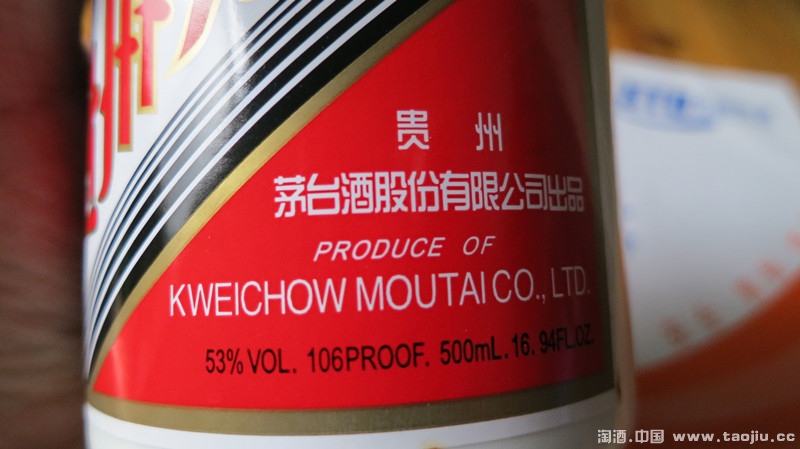 贵 州
茅台酒股份有限公司出品
PRODUCE OF
KWEICHOW MOUTAI CO., LTD.
53% VOL. 106PROOF. 500mL. 16. 94FL.OZ.
淘酒.中国 www.taojiu.cc